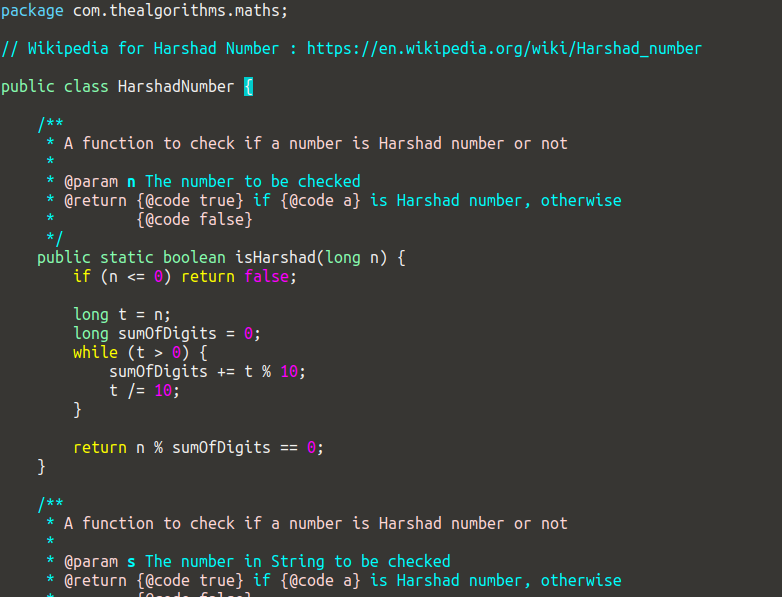 package com.thealgorithms.maths;

// Wikipedia for Harshad Number : https://en.wikipedia.org/wiki/Harshad_number

public class HarshadNumber {

    /**
     * A function to check if a number is Harshad number or not
     *
     * @param n The number to be checked
     * @return {@code true} if {@code a} is Harshad number, otherwise
     *         {@code false}
     */
    public static boolean isHarshad(long n) {
        if (n <= 0) return false;

        long t = n;
        long sumOfDigits = 0;
        while (t > 0) {
            sumOfDigits += t % 10;
            t /= 10;
        }

        return n % sumOfDigits == 0;
    }

    /**
     * A function to check if a number is Harshad number or not
     *
     * @param s The number in String to be checked
     * @return {@code true} if {@code a} is Harshad number, otherwise
     *         {@code false}